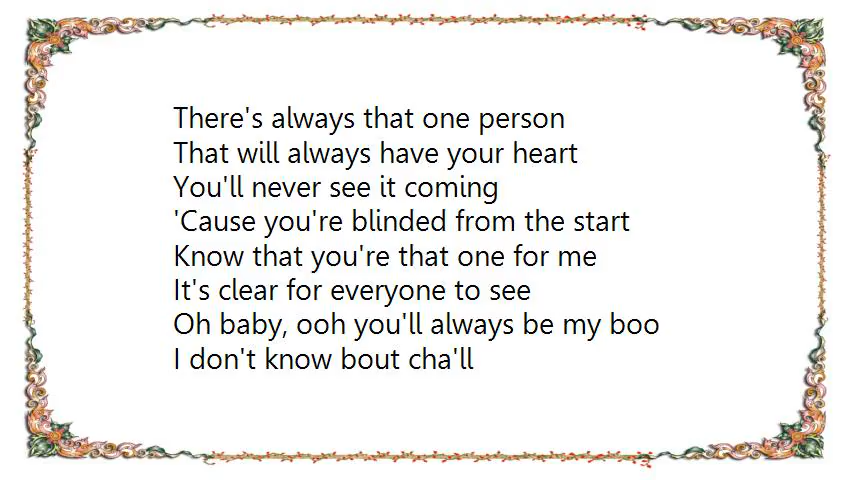 There's always that one person
That will always have your heart
You'll never see it coming
'Cause you're blinded from the start
Know that you're that one for me
It's clear for everyone to see
Oh baby, ooh you'll always be my boo
I don't know bout cha'll